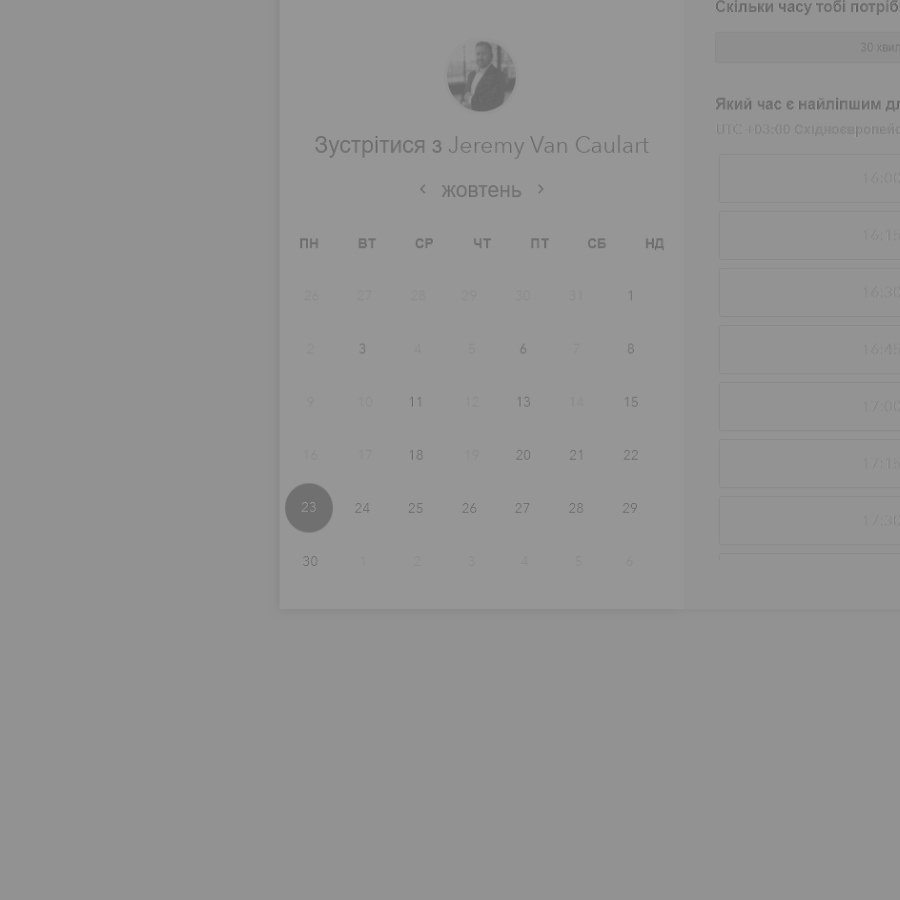 Скільки часу тобі
30
Зустрітися з Jeremy Van Caulart
жовтень
ПН ВТ СР ЧТ ПТ СБ НД
26 27 28 29 30 31 1
2 3 4 5 6 7 8
9 10 11 12 13 14 15
16 17 18 19 20 21 22
23 24 25 26 27 28 29
30 1 2 3 4 5 6
Який час є найліпшим
UTC +03:00
16:00
16:15
16:30
16:45
17:00
17:15
17:30